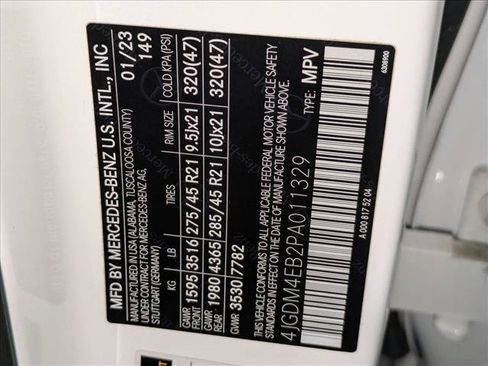 MFD BY MERCEDES-BENZ U.S. INTL., INC
MANUFACTURED IN USA (ALABAMA, TUSCALOOSA COUNTY)
UNDER CONTRACT FOR MERCEDES-BENZ AG,
STUTTGART (GERMANY)
01/23
149
KG LB TIRES RIM SIZE COLD KPA (PSI)
GAWR FRONT 1595 3516 275/45 R21 9.5Jx21 320(47)
GAWR REAR 1980 4365 285/45 R21 10Jx21 320(47)
GVWR 3530 7782
THIS VEHICLE CONFORMS TO ALL APPLICABLE FEDERAL MOTOR VEHICLE SAFETY
STANDARDS IN EFFECT ON THE DATE OF MANUFACTURE SHOWN ABOVE.
4JGDM4EB2PA011329 TYPE: MPV
A 000 817 52 04
6308900